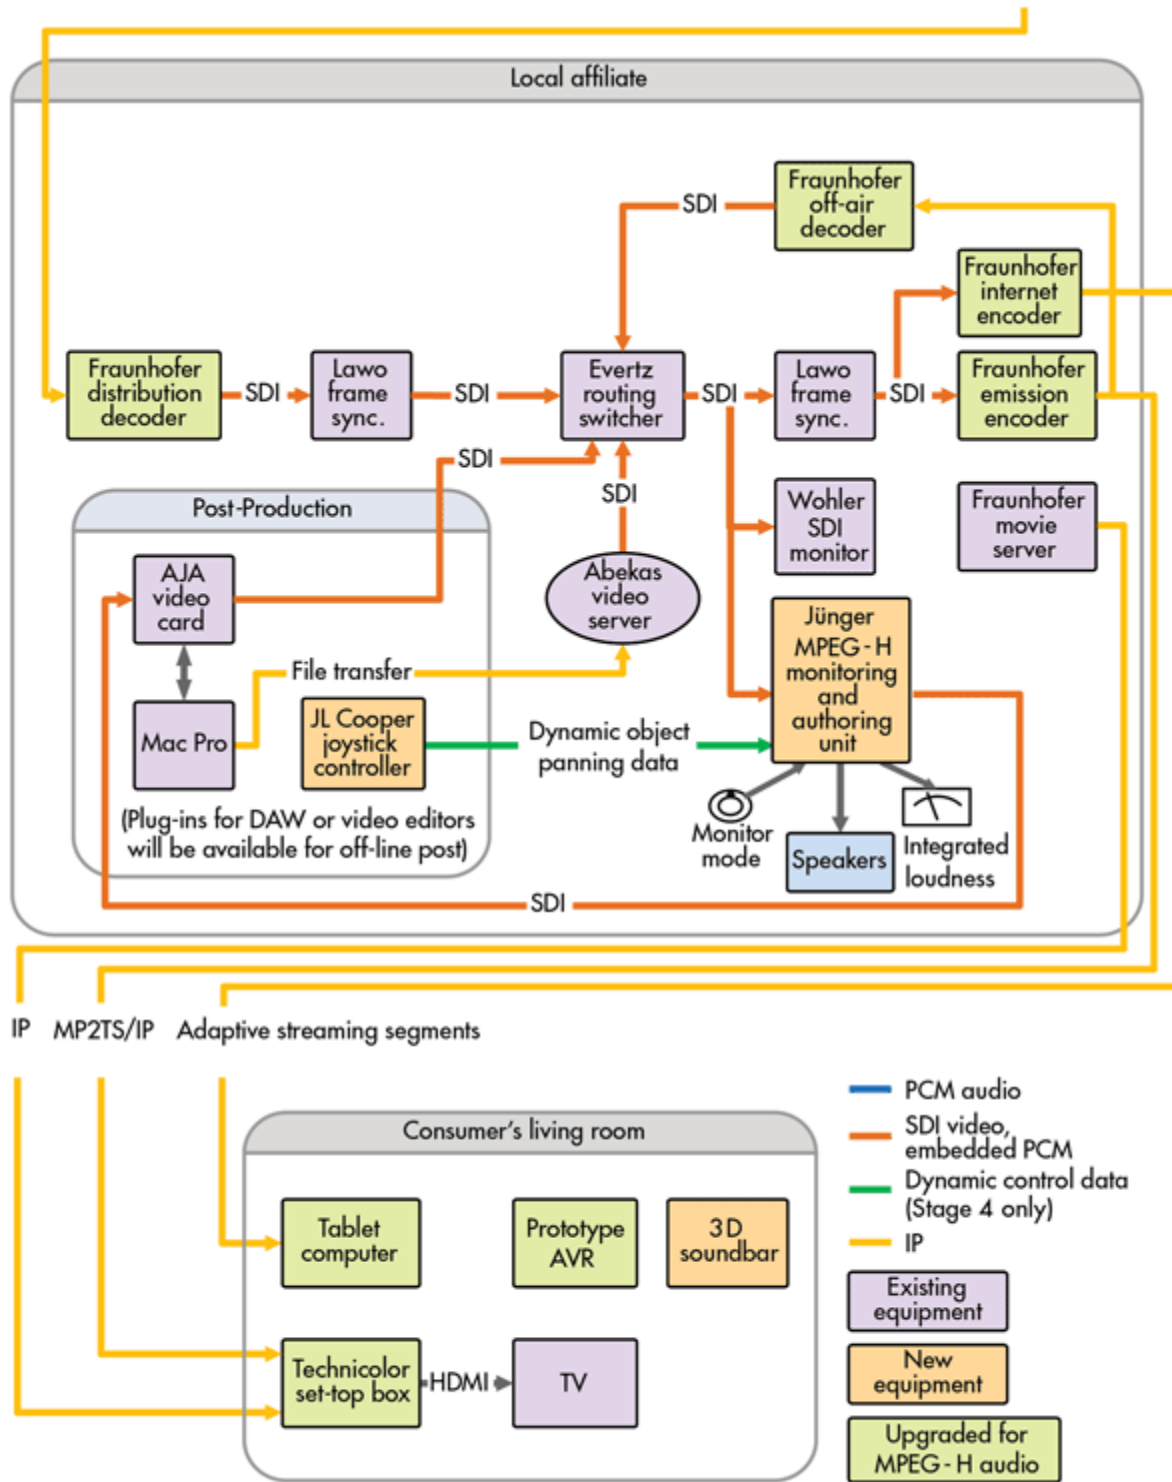 Local affiliate
Fraunhofer
off-air
decoder
SDI
Fraunhofer
internet
encoder
Fraunhofer
distribution
decoder
SDI
Lawo
frame
sync.
SDI
Evertz
routing
switcher
SDI
Lawo
frame
sync.
SDI
Fraunhofer
emission
encoder
SDI
SDI
Post-Production
Wohler
SDI
monitor
Fraunhofer
movie
server
AJA
video
card
Abekas
video
server
Jünger
MPEG-H
monitoring
and
authoring
unit
File transfer
Mac Pro
JL Cooper
joystick
controller
Dynamic object
panning data
(Plug-ins for DAW or video editors
will be available for off-line post)
Monitor
mode
Speakers
Integrated
loudness
SDI
IP
MP2TS/IP
Adaptive streaming segments
Consumer's living room
Tablet
computer
Prototype
AVR
3D
soundbar
Technicolor
set-top box
HDMI
TV
PCM audio
SDI video,
embedded PCM
Dynamic control data
(Stage 4 only)
IP
Existing
equipment
New
equipment
Upgraded for
MPEG-H audio